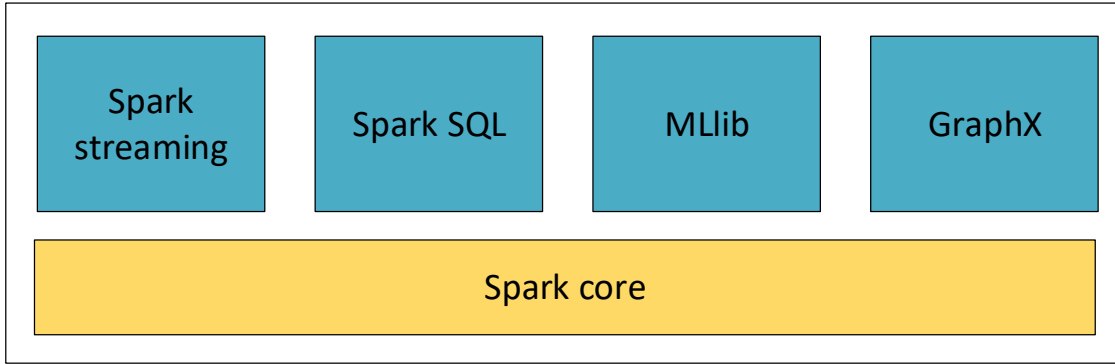 Spark
streaming
Spark SQL
MLlib
GraphX
Spark core